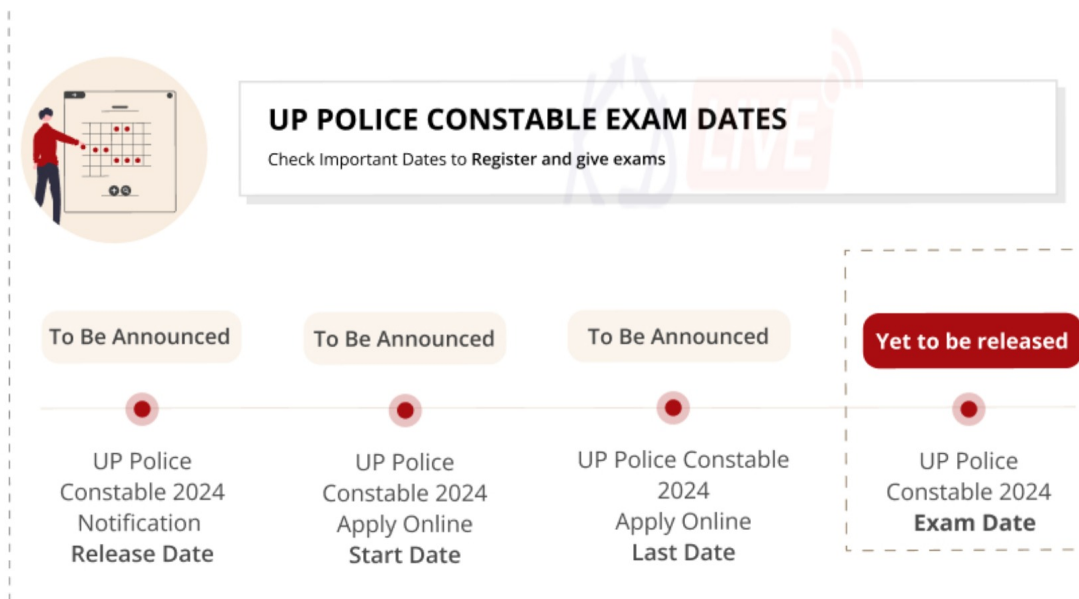 UP POLICE CONSTABLE EXAM DATES
Check Important Dates to Register and give exams
LIVE
To Be Announced
UP Police
Constable 2024
Notification
Release Date
To Be Announced
UP Police
Constable 2024
Apply Online
Start Date
To Be Announced
UP Police Constable
2024
Apply Online
Last Date
Yet to be released
UP Police
Constable 2024
Exam Date